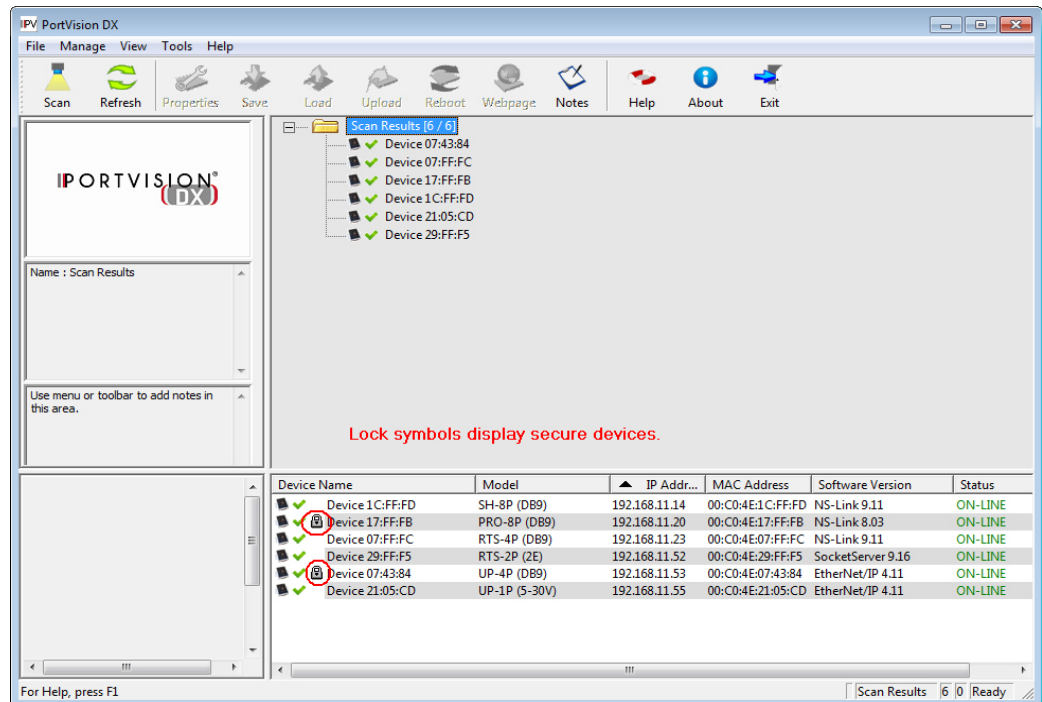 IPV PortVision DX
File Manage View Tools Help
Scan Refresh Properties Save Load Upload Reboot Webpage Notes Help About Exit
IPORTVISION®
(DX)
Name : Scan Results
Use menu or toolbar to add notes in
this area.
Scan Results [6 / 6]
Device 07:43:84
Device 07:FF:FC
Device 17:FF:FB
Device 1C:FF:FD
Device 21:05:CD
Device 29:FF:F5
Lock symbols display secure devices.
Device Name Model IP Addr... MAC Address Software Version Status
Device 1C:FF:FD SH-8P (DB9) 192.168.11.14 00:C0:4E:1C:FF:FD NS-Link 9.11 ON-LINE
Device 17:FF:FB PRO-8P (DB9) 192.168.11.20 00:C0:4E:17:FF:FB NS-Link 8.03 ON-LINE
Device 07:FF:FC RTS-4P (DB9) 192.168.11.23 00:C0:4E:07:FF:FC NS-Link 9.11 ON-LINE
Device 29:FF:F5 RTS-2P (2E) 192.168.11.52 00:C0:4E:29:FF:F5 SocketServer 9.16 ON-LINE
Device 07:43:84 UP-4P (DB9) 192.168.11.53 00:C0:4E:07:43:84 EtherNet/IP 4.11 ON-LINE
Device 21:05:CD UP-1P (5-30V) 192.168.11.55 00:C0:4E:21:05:CD EtherNet/IP 4.11 ON-LINE
For Help, press F1
Scan Results 6 0 Ready